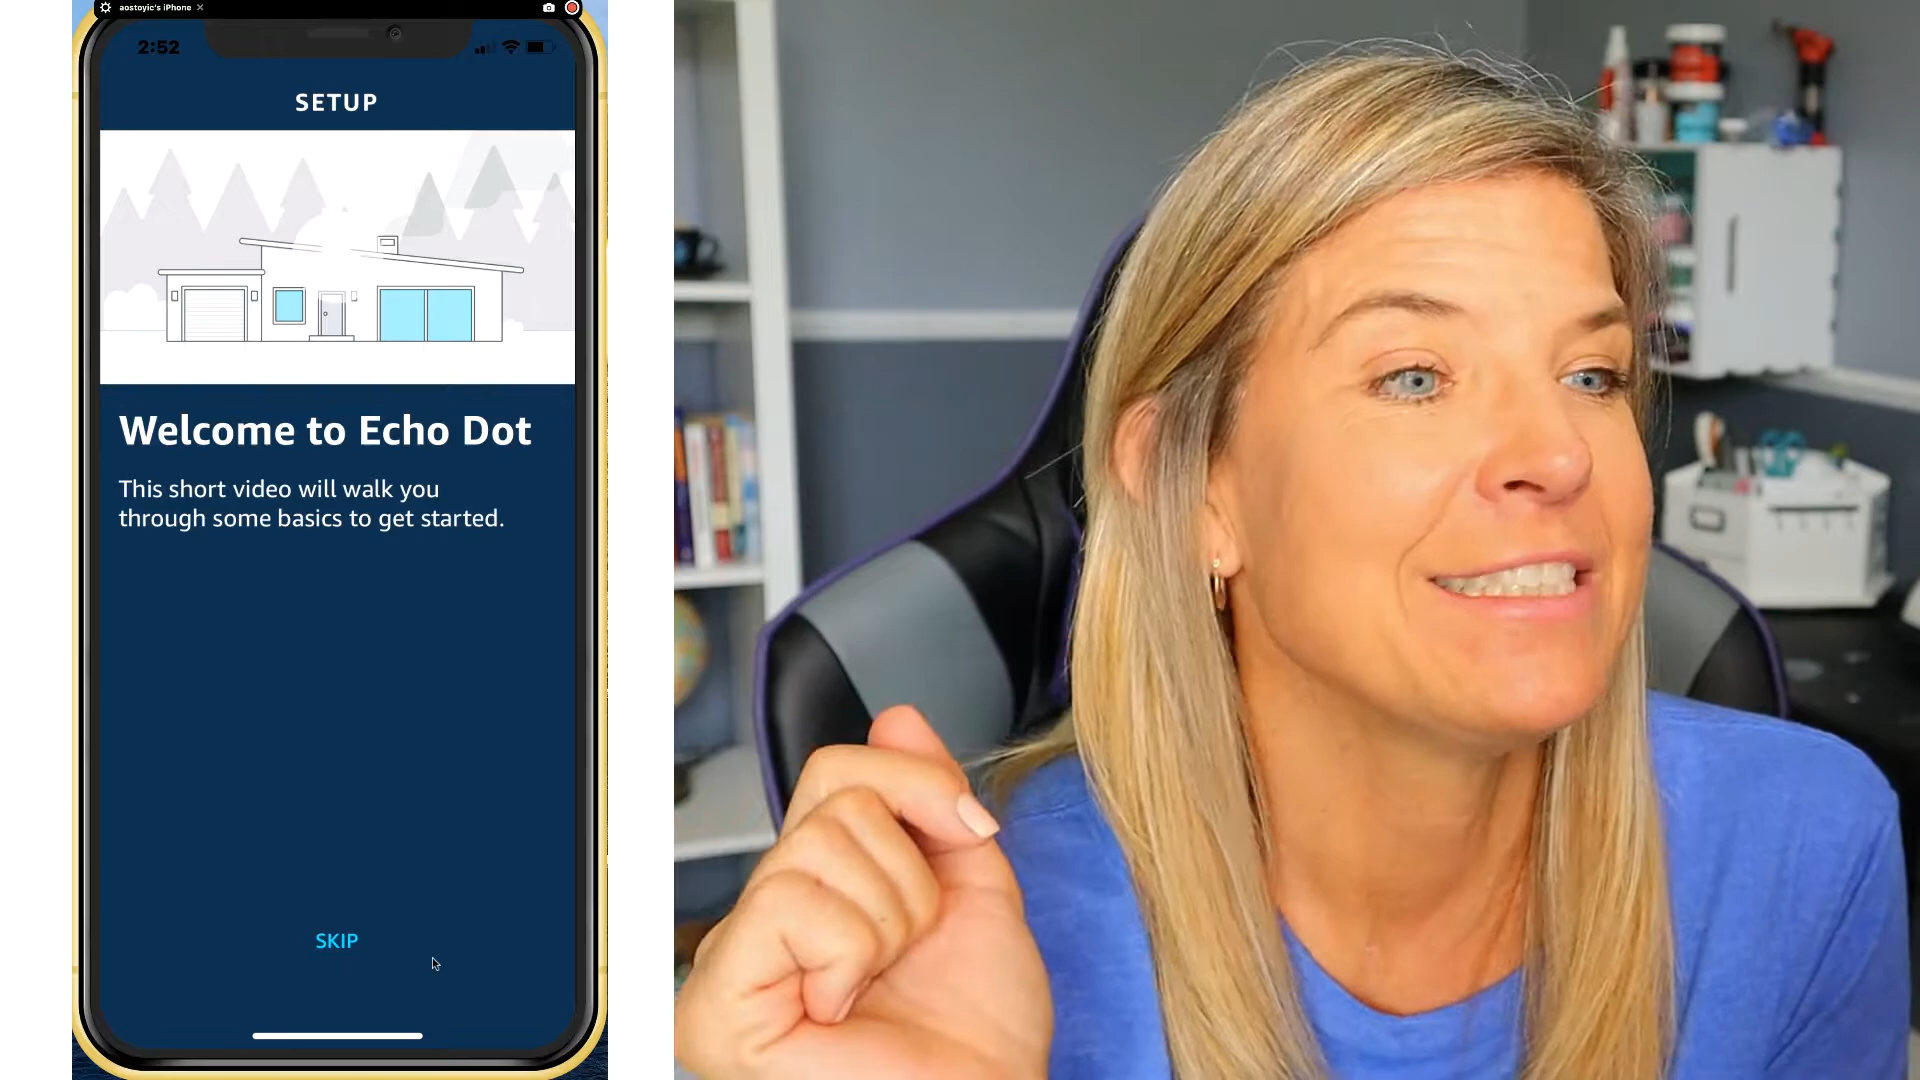 aostoyic's iPhone
2:52
SETUP
Welcome to Echo Dot
This short video will walk you
through some basics to get started.
SKIP